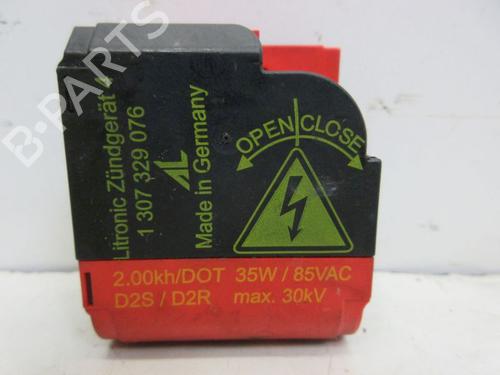 B-PARTS
Litronic Zündgerät 4
1 307 329 076
AL
Made in Germany
OPEN CLOSE
2.00kh/DOT 35W / 85VAC
D2S / D2R max. 30kV